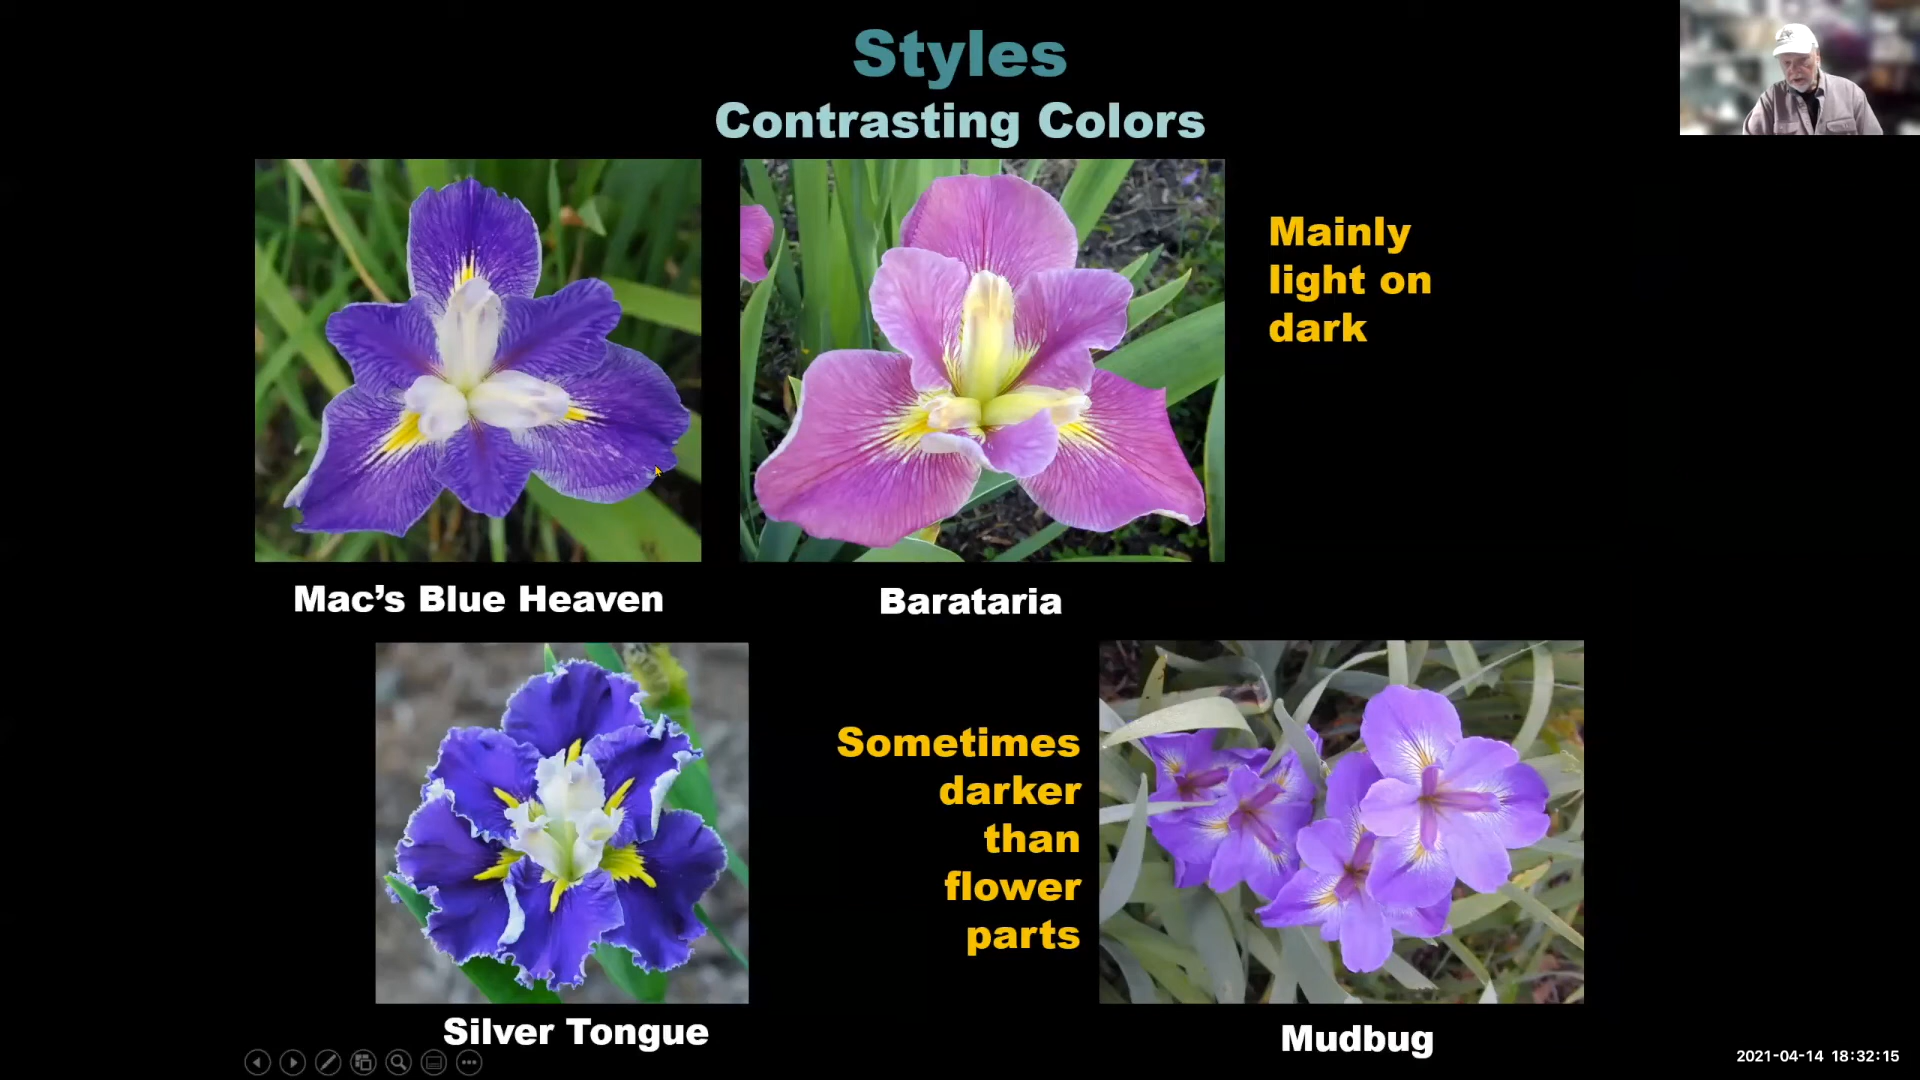 Styles
Contrasting Colors
Mainly
light on
dark
Mac’s Blue Heaven
Barataria
Sometimes
darker
than
flower
parts
Silver Tongue
Mudbug
2021-04-14 18:32:15